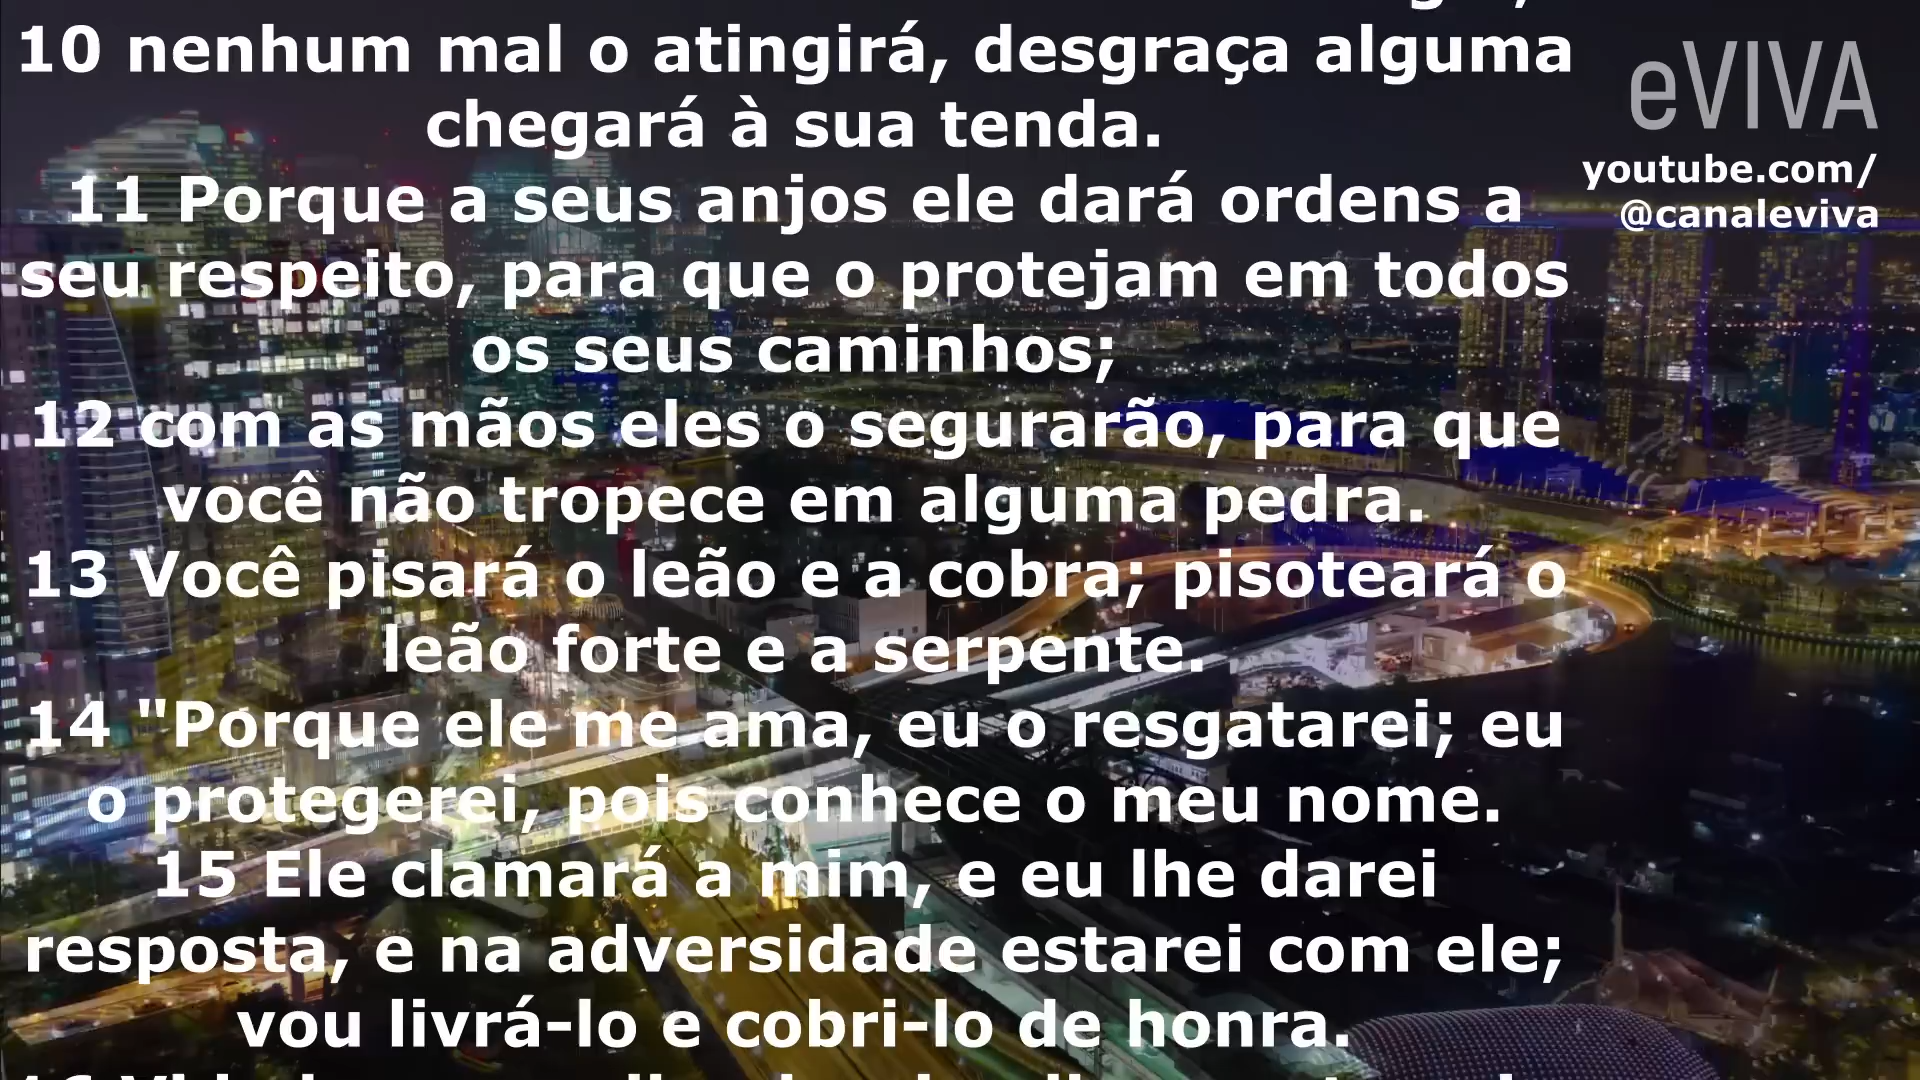 10 nenhum mal o atingirá, desgraça alguma
chegará à sua tenda.
11 Porque a seus anjos ele dará ordens a
seu respeito, para que o protejam em todos
os seus caminhos;
12 com as mãos eles o segurarão, para que
você não tropece em alguma pedra.
13 Você pisará o leão e a cobra; pisoteará o
leão forte e a serpente.
14 "Porque ele me ama, eu o resgatarei; eu
o protegerei, pois conhece o meu nome.
15 Ele clamará a mim, e eu lhe darei
resposta, e na adversidade estarei com ele;
vou livrá-lo e cobri-lo de honra.
eVIVA
youtube.com/
@canaleviva